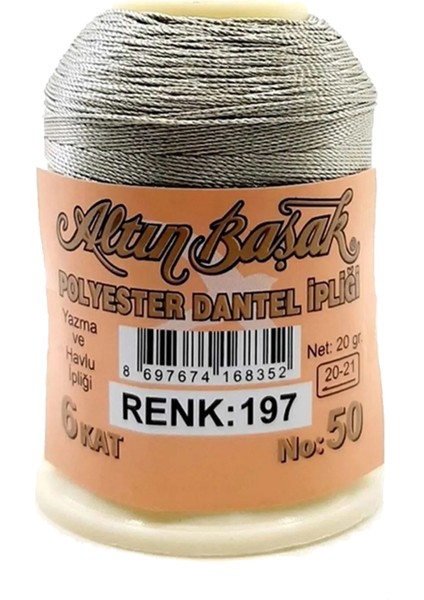 Altın Başak
POLYESTER DANTEL İPLİĞİ
Yazma
ve
Havlu
İpliği
8 697674 168352
Net: 20 gr.
20-21
RENK:197
6 KAT
No:50